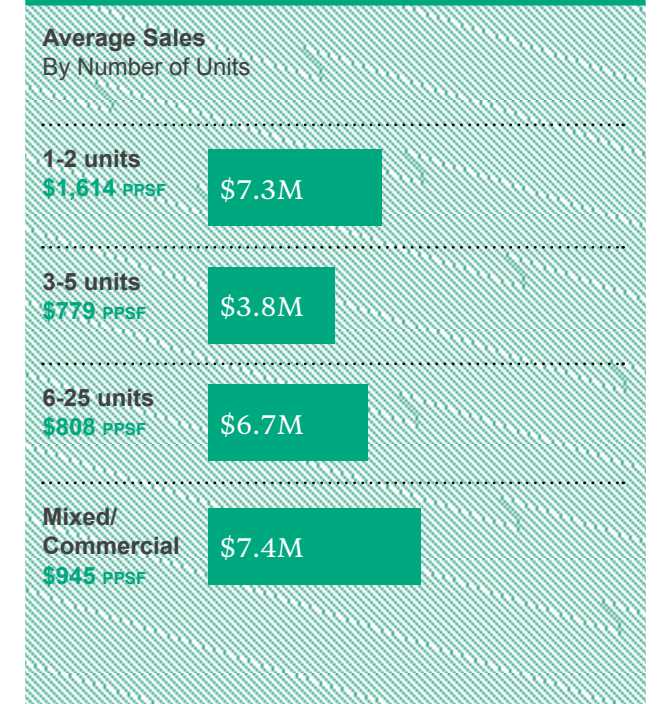 Average Sales
By Number of Units
1-2 units
$1,614 PPSF
$7.3M
3-5 units
$779 PPSF
$3.8M
6-25 units
$808 PPSF
$6.7M
Mixed/
Commercial
$945 PPSF
$7.4M